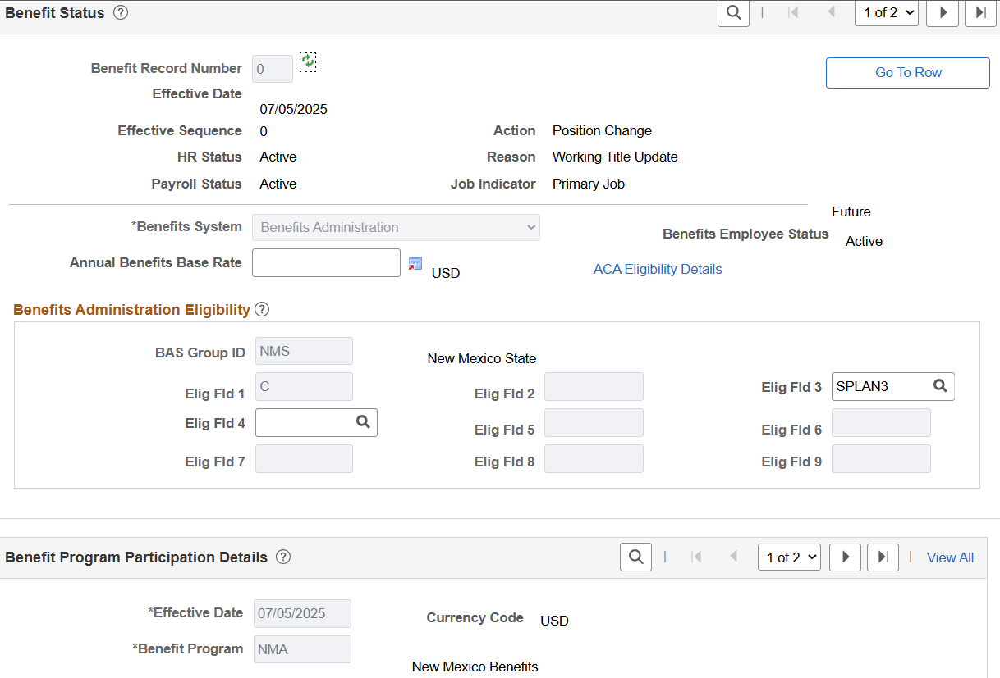 Benefit Status ?
1 of 2
Benefit Record Number 0
Go To Row
Effective Date
07/05/2025
Effective Sequence 0 Action Position Change
HR Status Active Reason Working Title Update
Payroll Status Active Job Indicator Primary Job
Future
*Benefits System Benefits Administration
Benefits Employee Status Active
Annual Benefits Base Rate USD
ACA Eligibility Details
Benefits Administration Eligibility ?
BAS Group ID NMS New Mexico State
Elig Fld 1 C Elig Fld 2 Elig Fld 3 SPLAN3
Elig Fld 4 Elig Fld 5 Elig Fld 6
Elig Fld 7 Elig Fld 8 Elig Fld 9
Benefit Program Participation Details ? 1 of 2 View All
*Effective Date 07/05/2025 Currency Code USD
*Benefit Program NMA
New Mexico Benefits